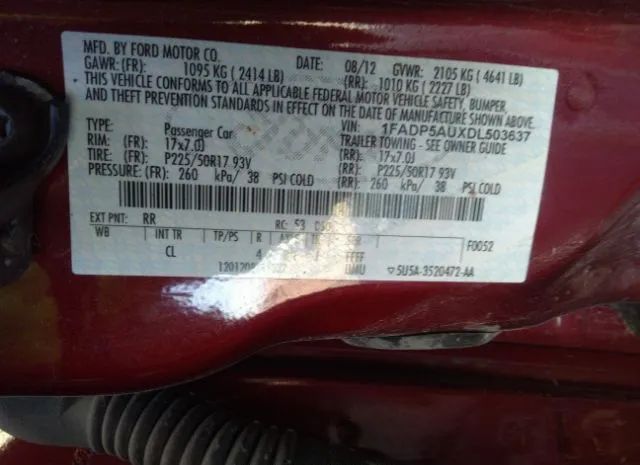 MFD. BY FORD MOTOR CO.
DATE: 08/12 GVWR: 2105 KG ( 4641 LB)
GAWR: (FR): 1095 KG ( 2414 LB) (RR): 1010 KG ( 2227 LB)
THIS VEHICLE CONFORMS TO ALL APPLICABLE FEDERAL MOTOR VEHICLE SAFETY, BUMPER,
AND THEFT PREVENTION STANDARDS IN EFFECT ON THE DATE OF MANUFACTURE SHOWN ABOVE.
VIN: 1FADP5AUXDL503637
TYPE: Passenger Car TRAILER TOWING - SEE OWNER GUIDE
RIM: (FR): 17x7.0J (RR): 17x7.0J
TIRE: (FR): P225/50R17 93V (RR): P225/50R17 93V
PRESSURE: (FR): 260 kPa/ 38 PSI COLD (RR): 260 kPa/ 38 PSI COLD
EXT PNT: RR RC: 53
WB INT TR TP/PS R F0052
CL 4
UMU 5U5A-3520472-AA